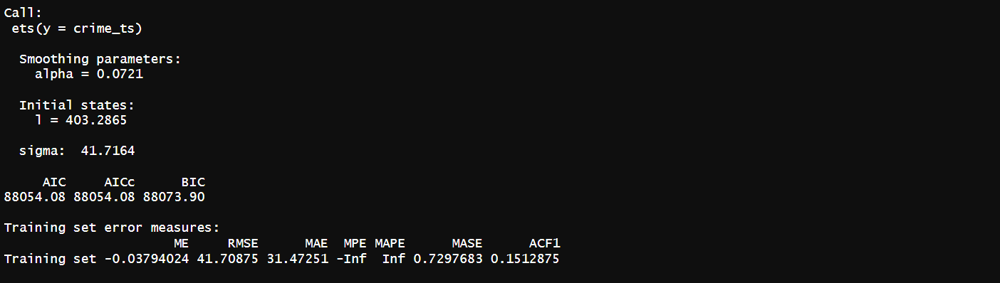 Call:
 ets(y = crime_ts)
  Smoothing parameters:
    alpha = 0.0721
  Initial states:
    l = 403.2865
  sigma:  41.7164
     AIC     AICc      BIC
88054.08 88054.08 88073.90
Training set error measures:
                      ME     RMSE      MAE  MPE MAPE      MASE      ACF1
Training set -0.03794024 41.70875 31.47251 -Inf  Inf 0.7297683 0.1512875